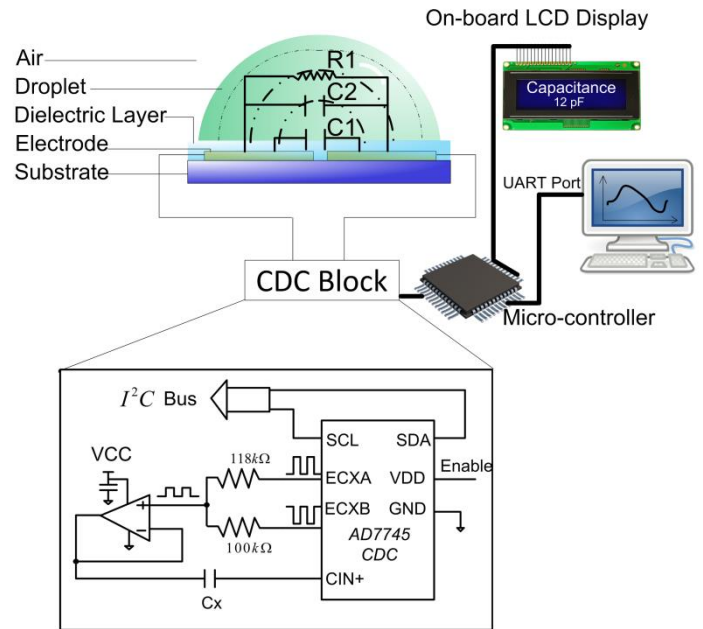 On-board LCD Display
Air
Droplet
Dielectric Layer
Electrode
Substrate
R1
C2
C1
Capacitance
12 pF
UART Port
CDC Block
Micro-controller
I²C Bus
SCL
SDA
VCC
118kΩ
ECXA
VDD
Enable
ECXB
GND
100kΩ
AD7745
CDC
CIN+
Cx
+
−